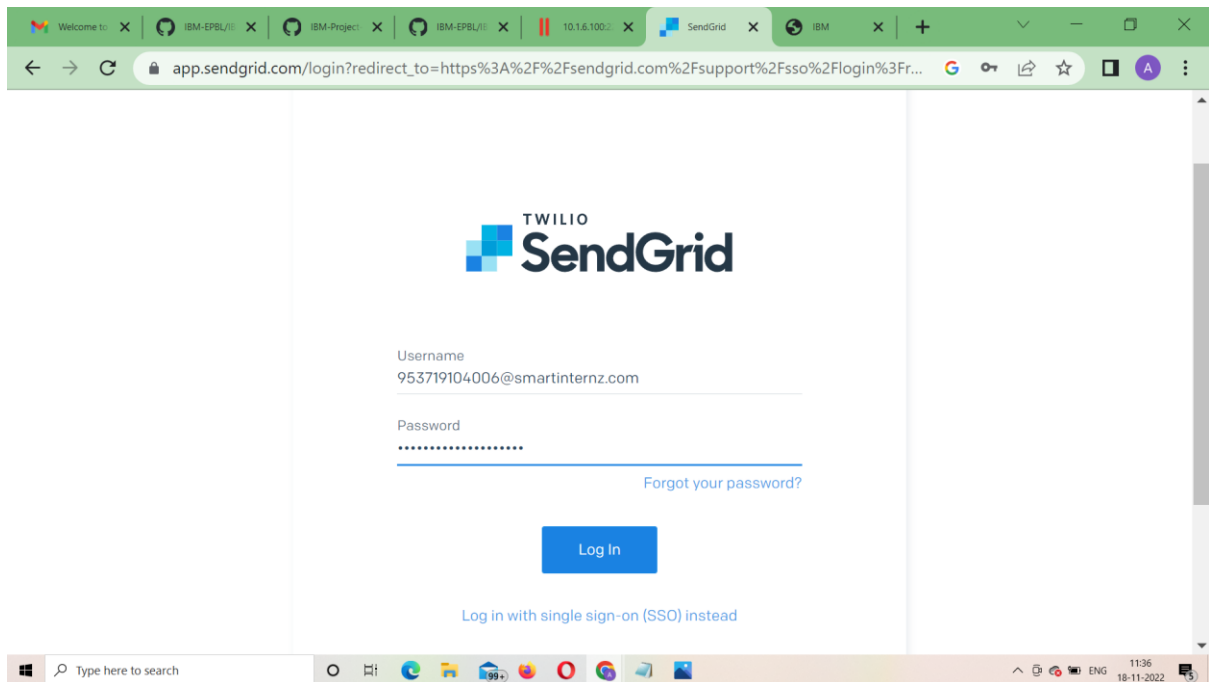 Welcome to
IBM-EPBL/IB
IBM-Project
IBM-EPBL/IB
10.1.6.100:2
SendGrid
IBM
app.sendgrid.com/login?redirect_to=https%3A%2F%2Fsendgrid.com%2Fsupport%2Fsso%2Flogin%3Fr...
A
TWILIO
SendGrid
Username
953719104006@smartinternz.com
Password
Forgot your password?
Log In
Log in with single sign-on (SSO) instead
Type here to search
99+
ENG
11:36
18-11-2022
5